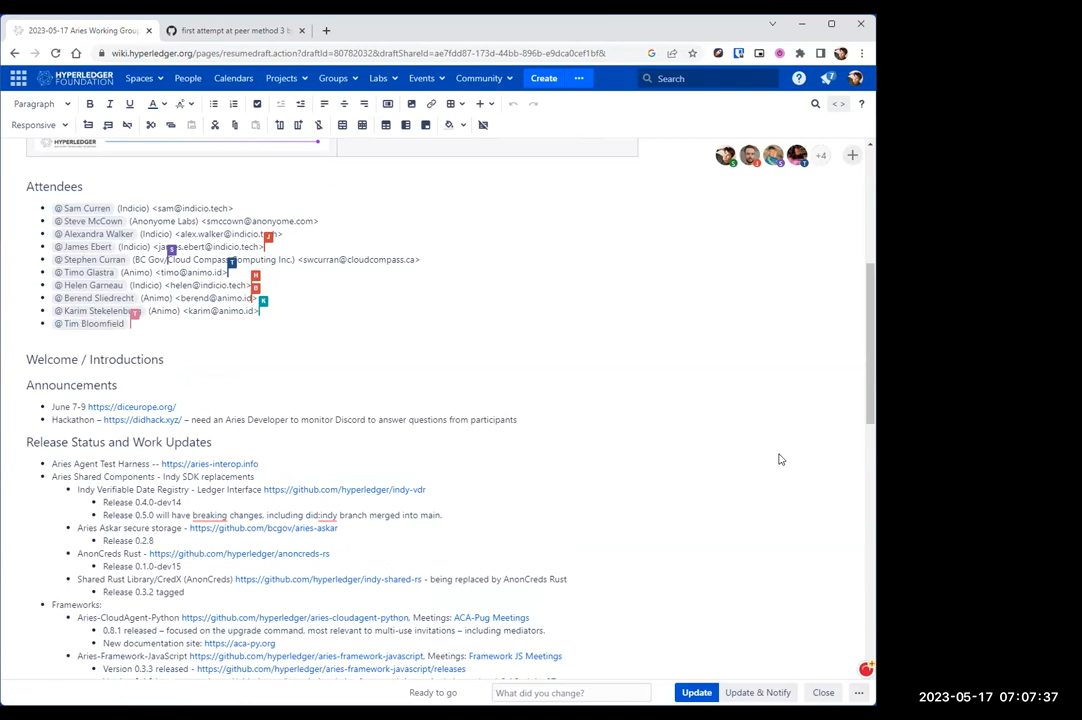 2023-05-17 Aries Working Grou
first attempt at peer method 3 b
wiki.hyperledger.org/pages/resumedraft.action?draftId=80782032&draftShareId=ae7fdd87-173d-44bb-896b-e9dca0cef1bf&
HYPERLEDGER FOUNDATION Spaces People Calendars Projects Groups Labs Events Community Create ••• Search
Paragraph B I U A
Responsive
HYPERLEDGER
+4
Attendees
@Sam Curren (Indicio) <sam@indicio.tech>
@Steve McCown (Anonyome Labs) <smccown@anonyome.com>
@Alexandra Walker (Indicio) <alex.walker@indicio.tech>
@James Ebert (Indicio) <james.ebert@indicio.tech>
@Stephen Curran (BC Gov/Cloud Compass Computing Inc.) <swcurran@cloudcompass.ca>
@Timo Glastra (Animo) <timo@animo.id>
@Helen Garneau (Indicio) <helen@indicio.tech>
@Berend Sliedrecht (Animo) <berend@animo.id>
@Karim Stekelenburg (Animo) <karim@animo.id>
@Tim Bloomfield
Welcome / Introductions
Announcements
June 7-9 https://diceurope.org/
Hackathon – https://didhack.xyz/ – need an Aries Developer to monitor Discord to answer questions from participants
Release Status and Work Updates
Aries Agent Test Harness -- https://aries-interop.info
Aries Shared Components - Indy SDK replacements
Indy Verifiable Date Registry - Ledger Interface https://github.com/hyperledger/indy-vdr
Release 0.4.0-dev14
Release 0.5.0 will have breaking changes, including did:indy branch merged into main.
Aries Askar secure storage - https://github.com/bcgov/aries-askar
Release 0.2.8
AnonCreds Rust - https://github.com/hyperledger/anoncreds-rs
Release 0.1.0-dev15
Shared Rust Library/CredX (AnonCreds) https://github.com/hyperledger/indy-shared-rs - being replaced by AnonCreds Rust
Release 0.3.2 tagged
Frameworks:
Aries-CloudAgent-Python https://github.com/hyperledger/aries-cloudagent-python, Meetings: ACA-Pug Meetings
0.8.1 released – focused on the upgrade command, most relevant to multi-use invitations – including mediators.
New documentation site: https://aca-py.org
Aries-Framework-JavaScript https://github.com/hyperledger/aries-framework-javascript, Meetings: Framework JS Meetings
Version 0.3.3 released - https://github.com/hyperledger/aries-framework-javascript/releases
Ready to go What did you change? Update Update & Notify Close •••
2023-05-17 07:07:37